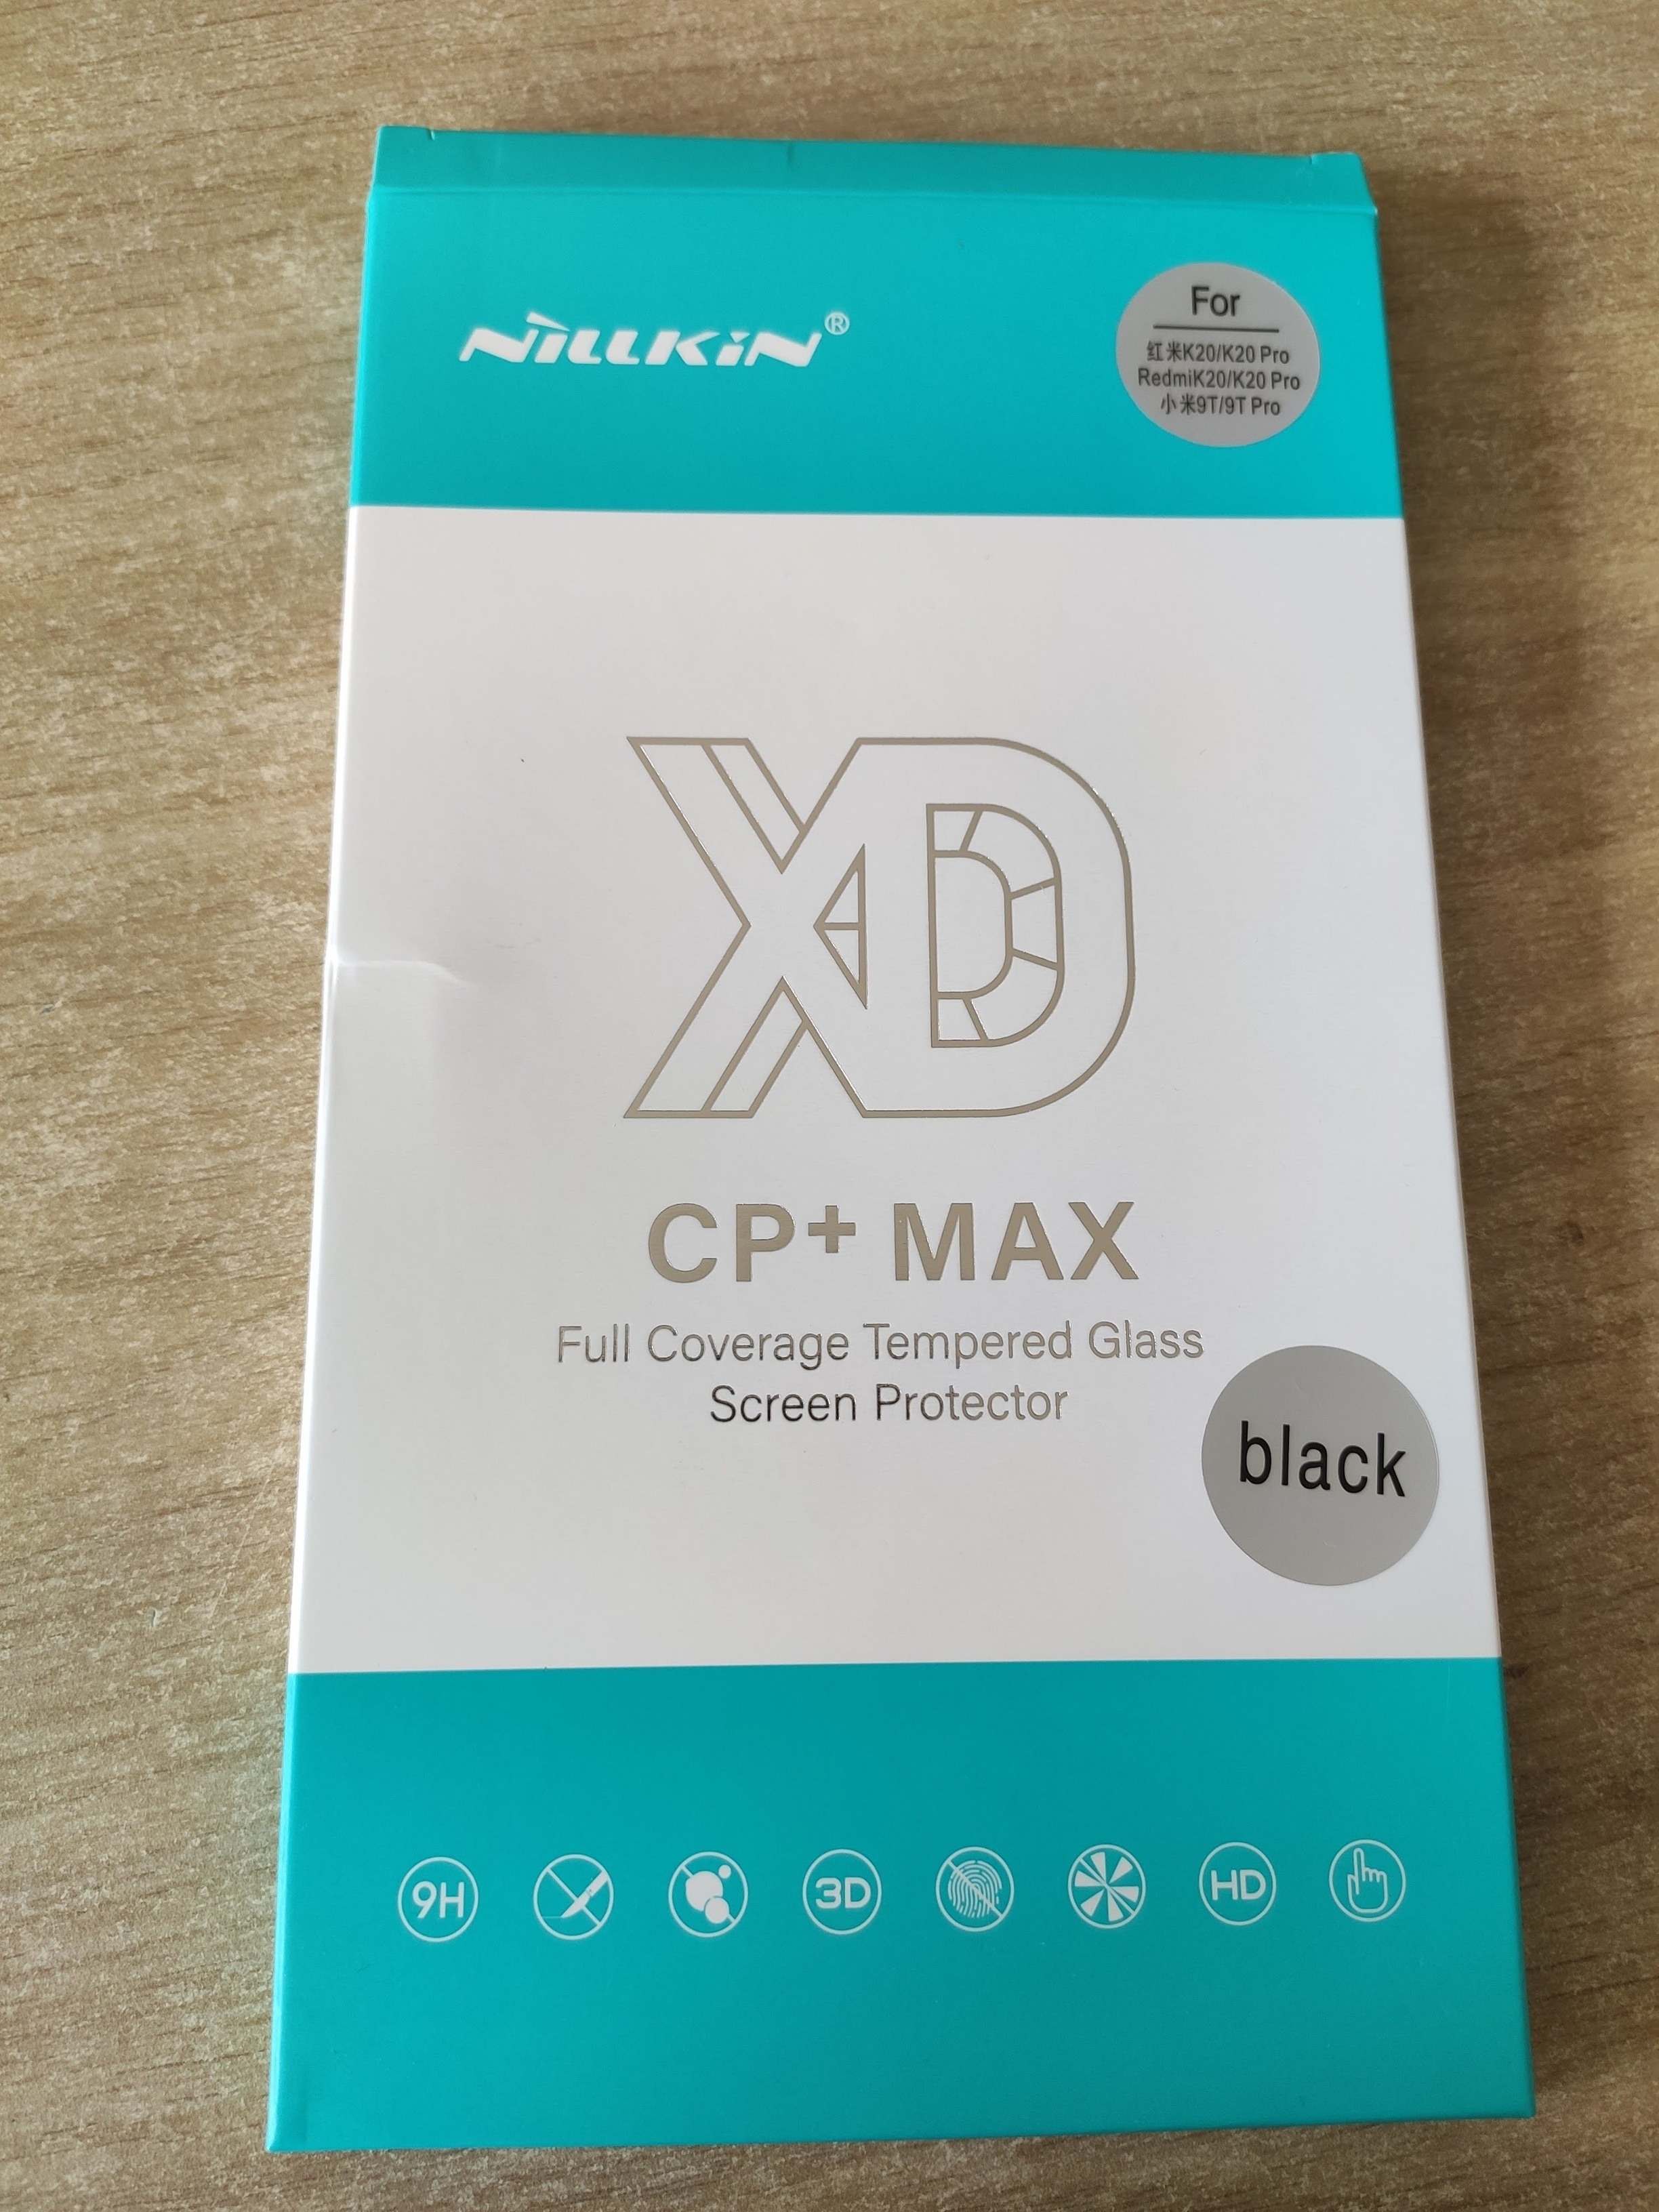 NILLKIN®
For
红米K20/K20 Pro
RedmiK20/K20 Pro
小米9T/9T Pro
XD
CP+ MAX
Full Coverage Tempered Glass
Screen Protector
black
9H
3D
HD